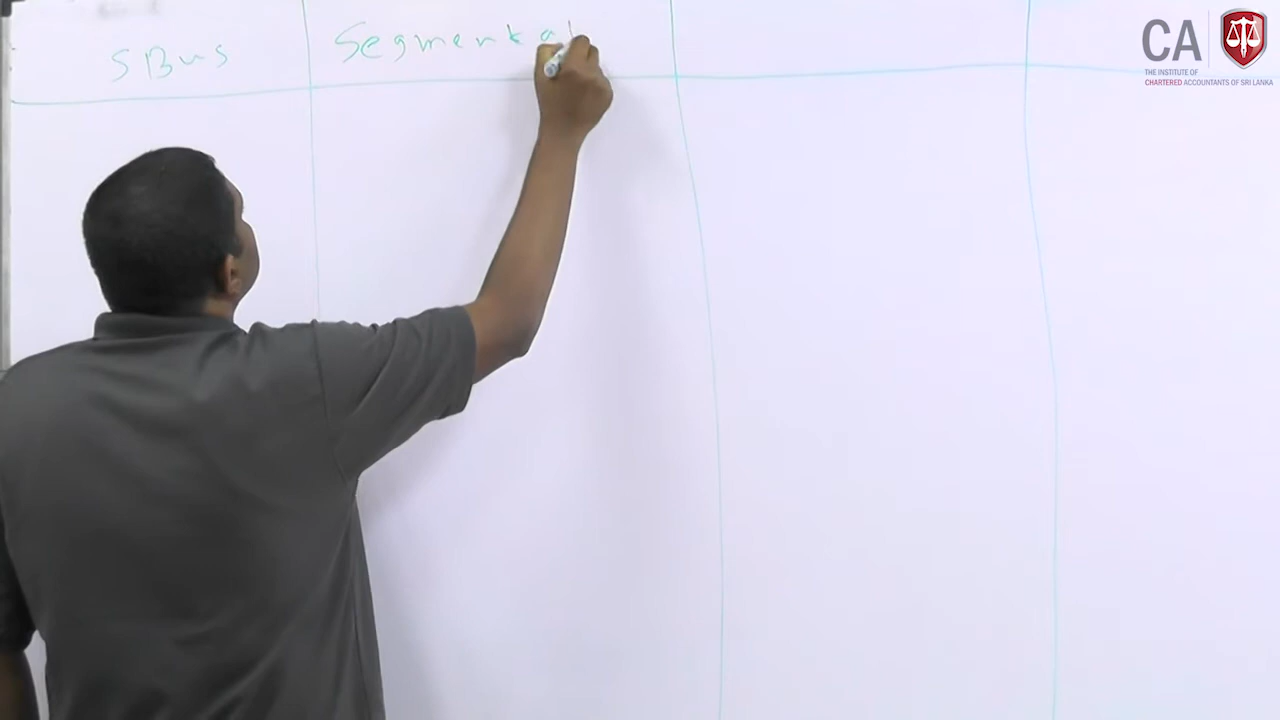 SBus
Segmental
CA
THE INSTITUTE OF
CHARTERED ACCOUNTANTS OF SRI LANKA